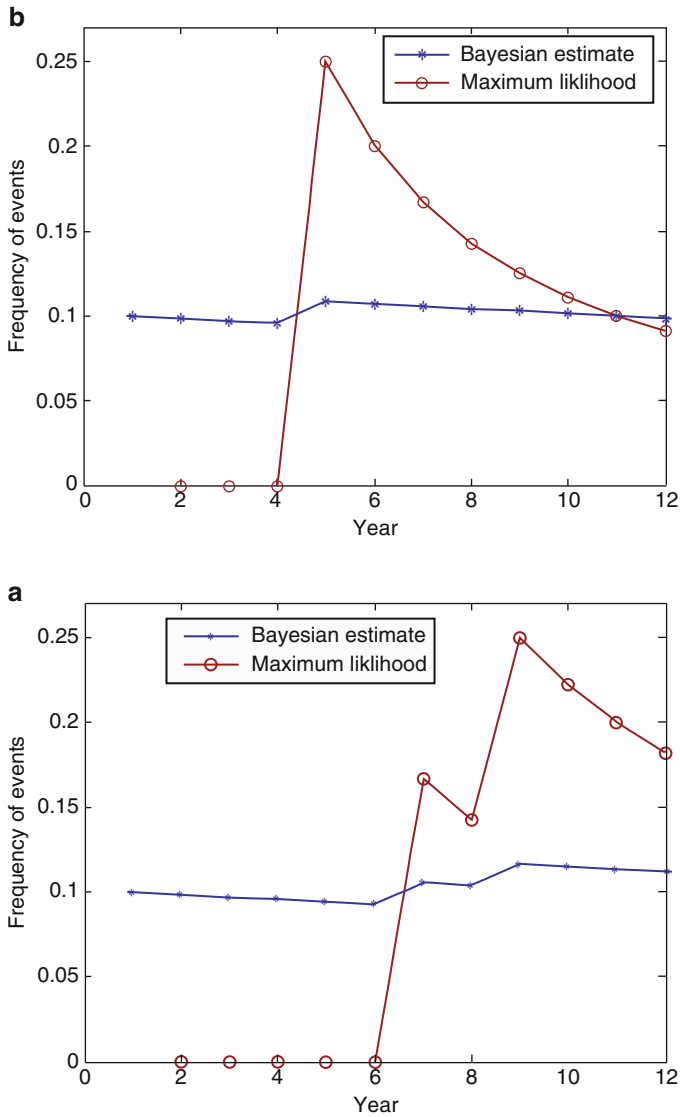 b
Bayesian estimate
Maximum liklihood
0.25
0.2
0.15
0.1
0.05
0
Frequency of events
0 2 4 6 8 10 12
Year
a
Bayesian estimate
Maximum liklihood
0.25
0.2
0.15
0.1
0.05
0
Frequency of events
0 2 4 6 8 10 12
Year